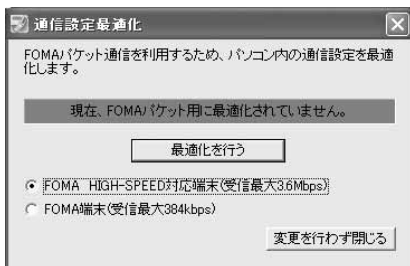 通信設定最適化
FOMAパケット通信を利用するため、パソコン内の通信設定を最適
化します。
現在、FOMAパケット用に最適化されていません。
最適化を行う
FOMA HIGH-SPEED対応端末(受信最大3.6Mbps)
FOMA端末(受信最大384kbps)
変更を行わず閉じる